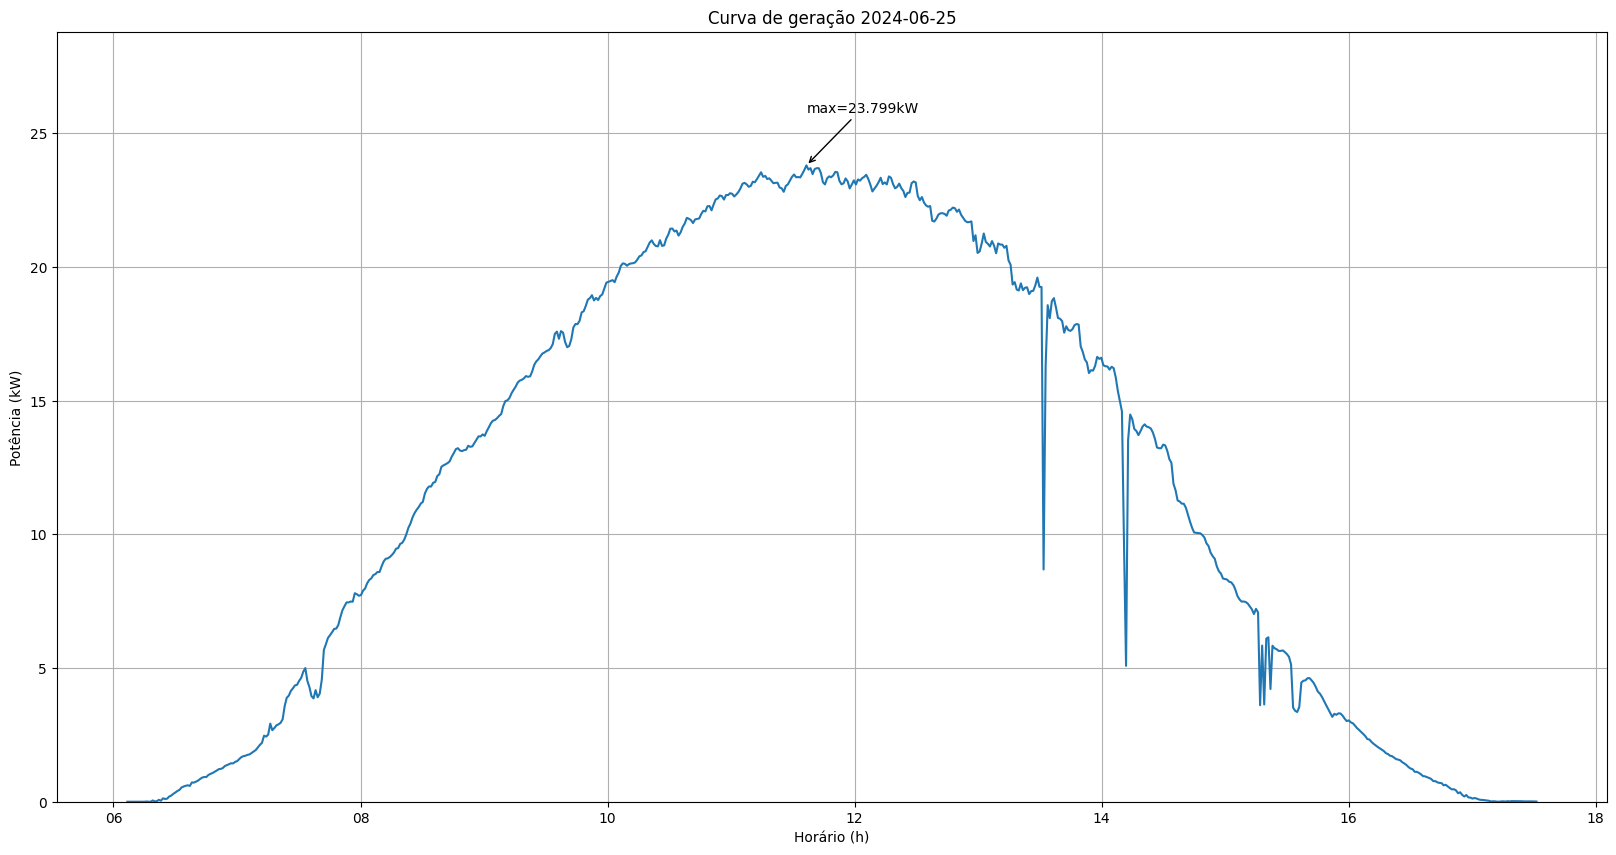 Curva de geração 2024-06-25
max=23.799kW
25
20
15
10
5
0
Potência (kW)
06 08 10 12 14 16 18
Horário (h)